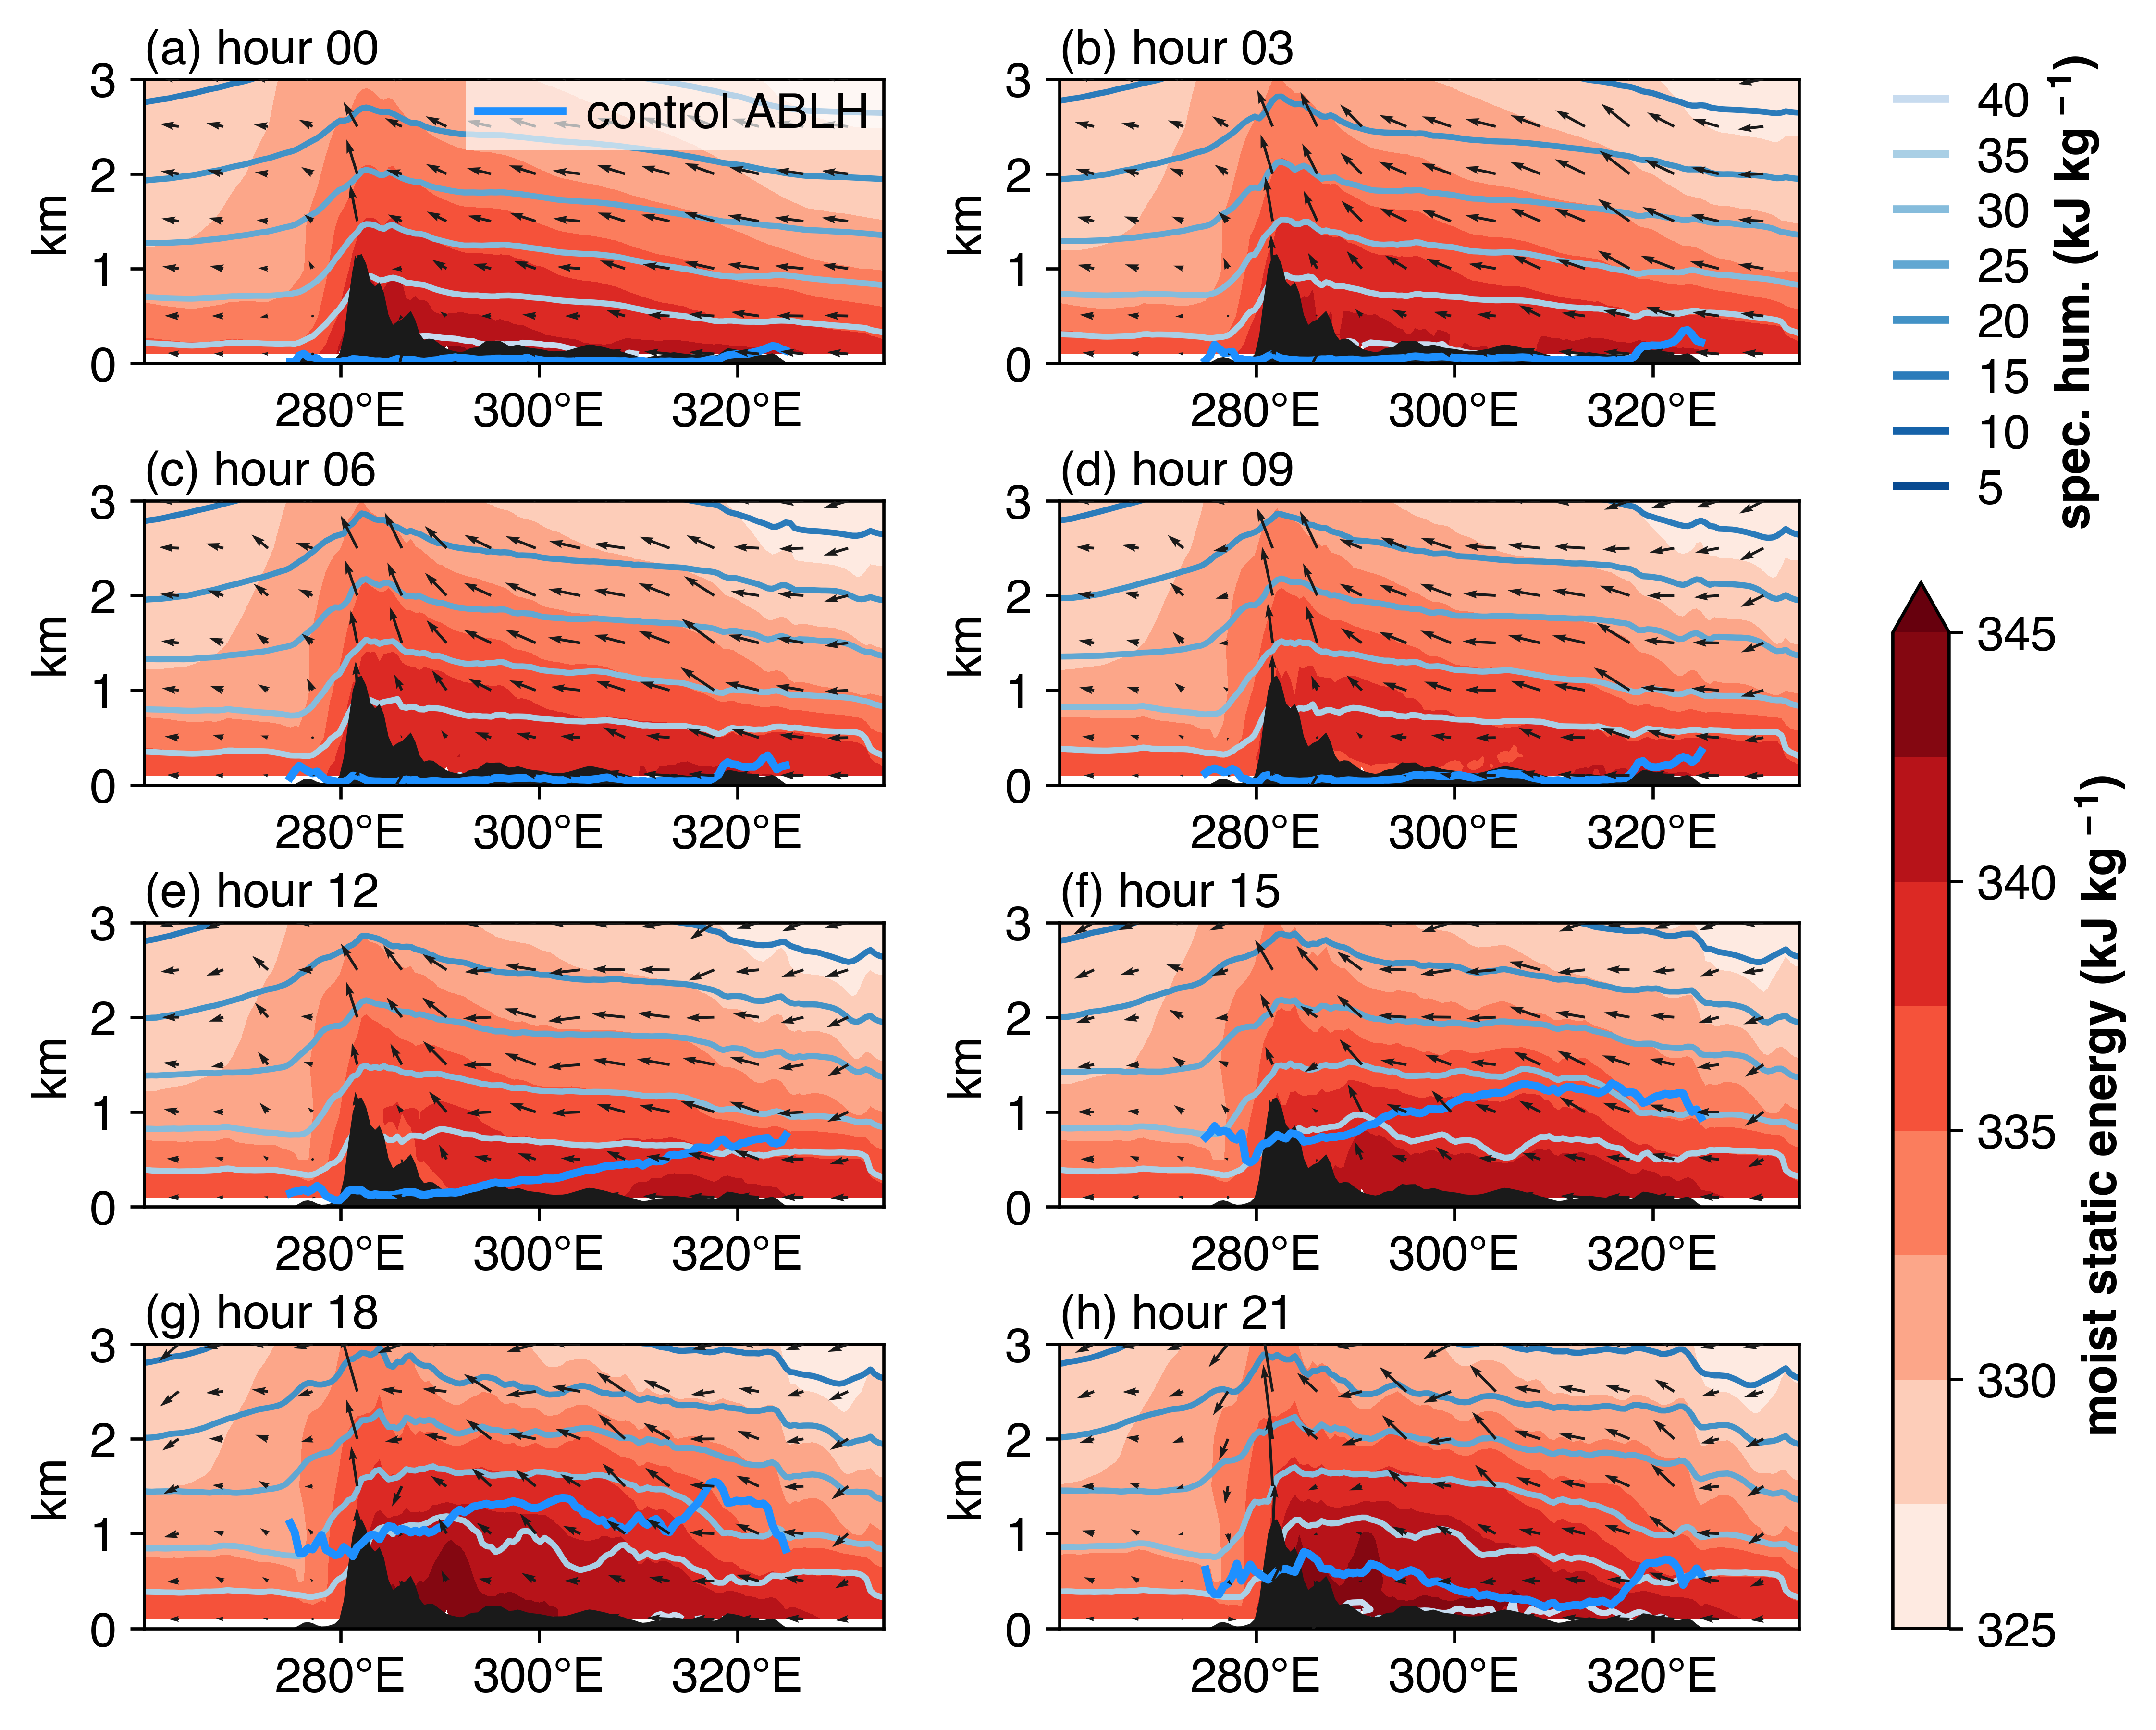 (a) hour 00
3
2
1
0
km
control ABLH
280°E 300°E 320°E
(b) hour 03
3
2
1
0
km
280°E 300°E 320°E
(c) hour 06
3
2
1
0
km
280°E 300°E 320°E
(d) hour 09
3
2
1
0
km
280°E 300°E 320°E
(e) hour 12
3
2
1
0
km
280°E 300°E 320°E
(f) hour 15
3
2
1
0
km
280°E 300°E 320°E
(g) hour 18
3
2
1
0
km
280°E 300°E 320°E
(h) hour 21
3
2
1
0
km
280°E 300°E 320°E
40
35
30
25
20
15
10
5
spec. hum. (kJ kg⁻¹)
345
340
335
330
325
moist static energy (kJ kg⁻¹)